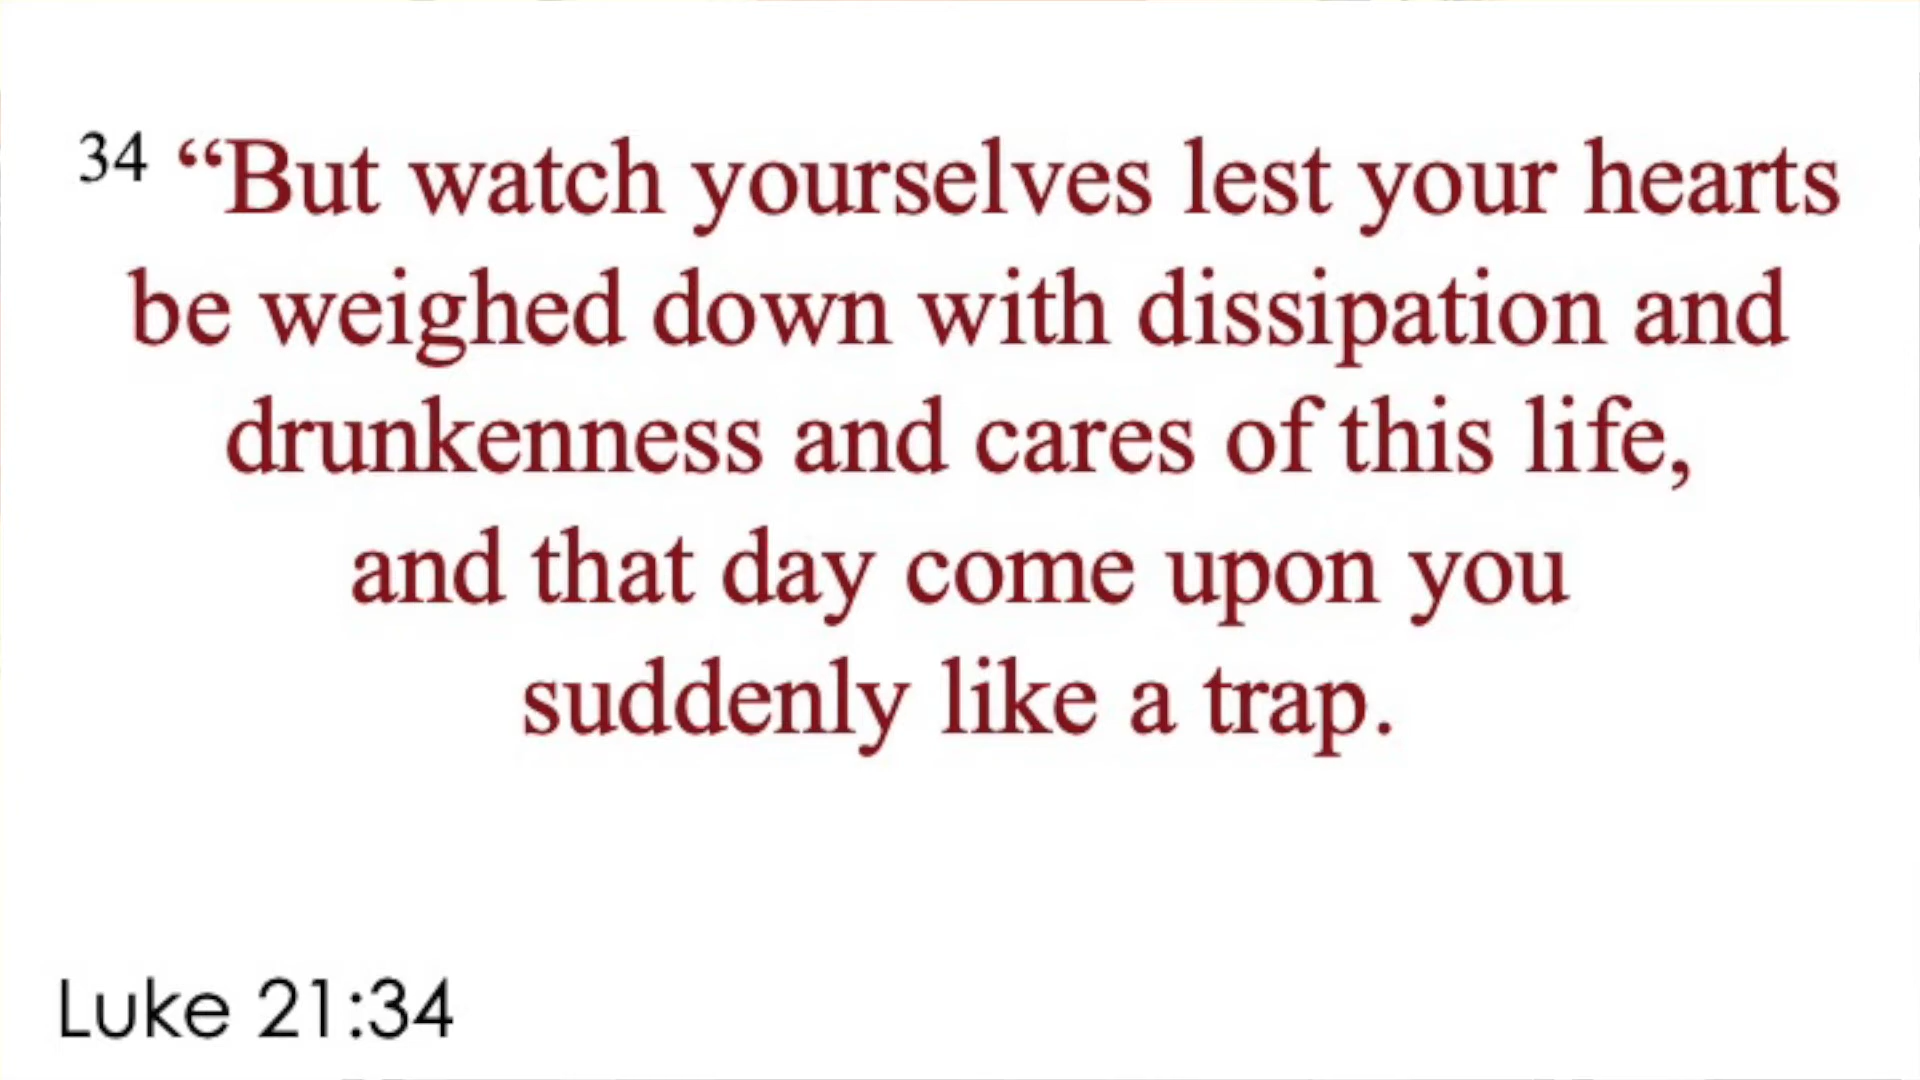 34 “But watch yourselves lest your hearts
be weighed down with dissipation and
drunkenness and cares of this life,
and that day come upon you
suddenly like a trap.
Luke 21:34